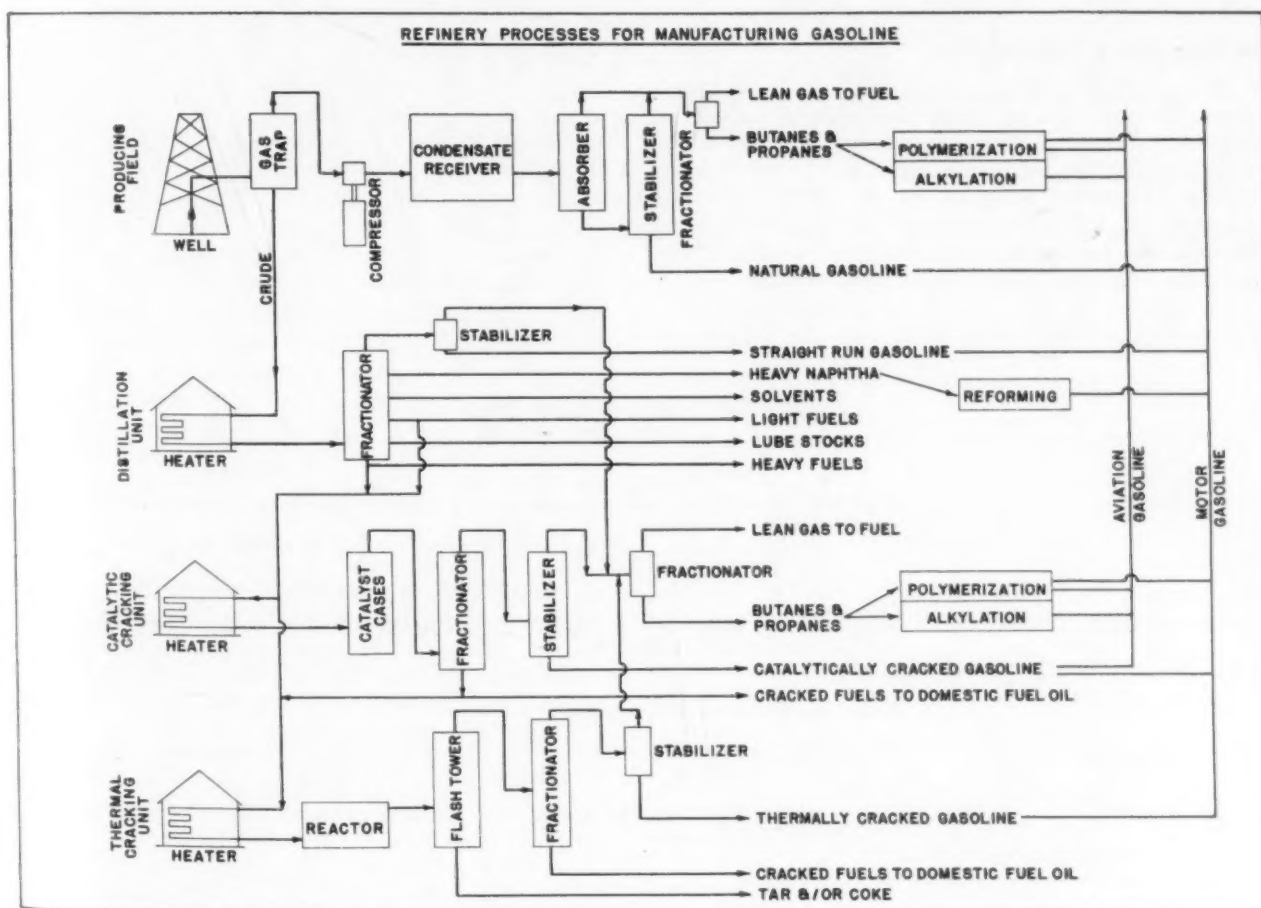 REFINERY PROCESSES FOR MANUFACTURING GASOLINE
PRODUCING
FIELD
WELL
GAS
TRAP
CRUDE
COMPRESSOR
CONDENSATE
RECEIVER
ABSORBER
STABILIZER
FRACTIONATOR
LEAN GAS TO FUEL
BUTANES &
PROPANES
POLYMERIZATION
ALKYLATION
NATURAL GASOLINE
DISTILLATION
UNIT
HEATER
FRACTIONATOR
STABILIZER
STRAIGHT RUN GASOLINE
HEAVY NAPHTHA
REFORMING
SOLVENTS
LIGHT FUELS
LUBE STOCKS
HEAVY FUELS
AVIATION
GASOLINE
MOTOR
GASOLINE
CATALYTIC
CRACKING
UNIT
HEATER
CATALYST
CASES
FRACTIONATOR
STABILIZER
FRACTIONATOR
LEAN GAS TO FUEL
BUTANES &
PROPANES
POLYMERIZATION
ALKYLATION
CATALYTICALLY CRACKED GASOLINE
CRACKED FUELS TO DOMESTIC FUEL OIL
THERMAL
CRACKING
UNIT
HEATER
REACTOR
FLASH TOWER
FRACTIONATOR
STABILIZER
THERMALLY CRACKED GASOLINE
CRACKED FUELS TO DOMESTIC FUEL OIL
TAR &/OR COKE